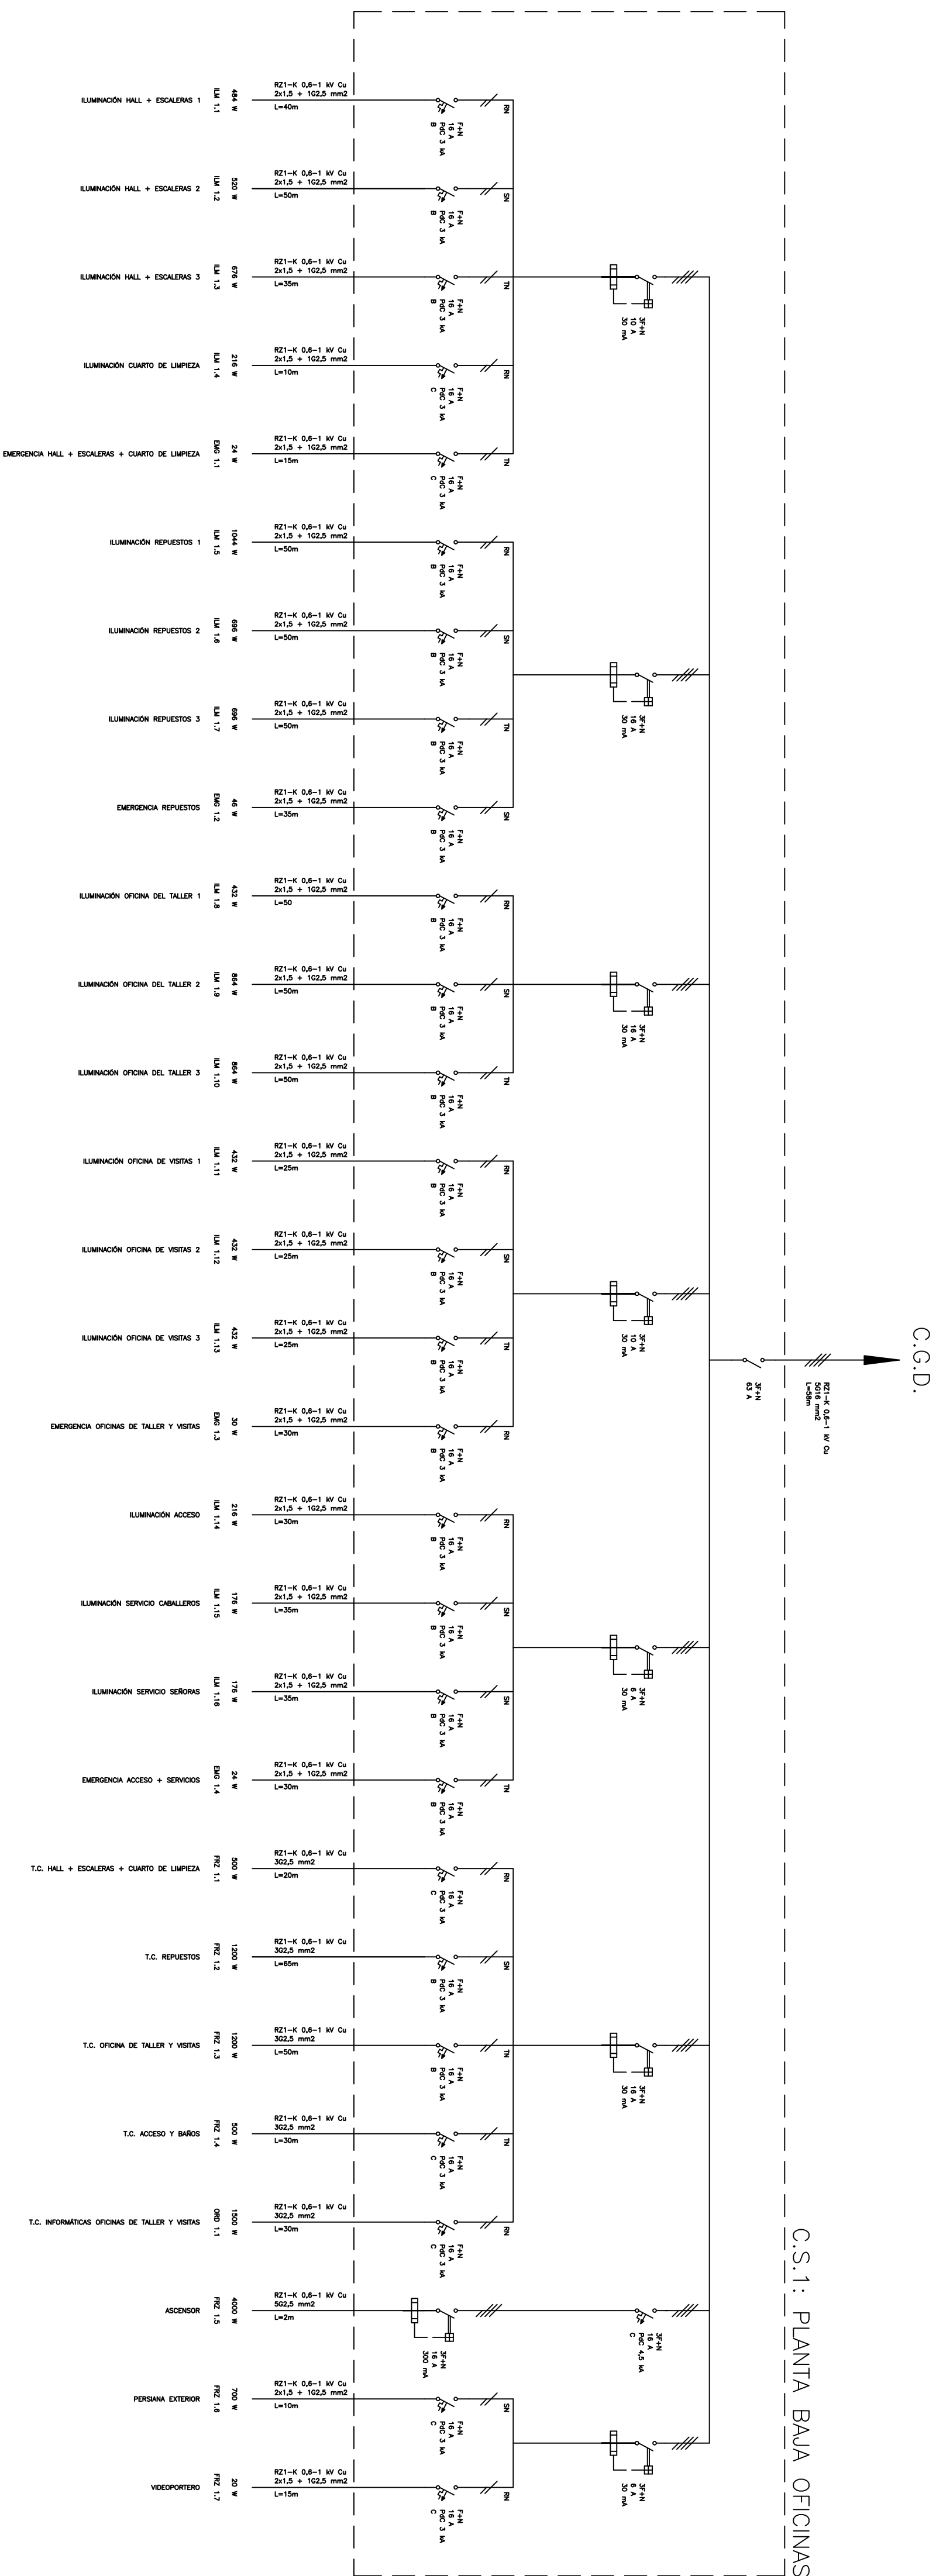 C.G.D.
RZ1-K 0,6-1 kV Cu
5G16 mm2
L=58m
3F+N
63 A
C.S.1: PLANTA BAJA OFICINAS
3F+N
10 A
30 mA
RN
F+N
16 A
PdC 3 kA
B
RZ1-K 0,6-1 kV Cu
2x1,5 + 1G2,5 mm2
L=40m
484 W
ILM 1.1
ILUMINACIÓN HALL + ESCALERAS 1
SN
F+N
16 A
PdC 3 kA
B
RZ1-K 0,6-1 kV Cu
2x1,5 + 1G2,5 mm2
L=50m
520 W
ILM 1.2
ILUMINACIÓN HALL + ESCALERAS 2
TN
F+N
16 A
PdC 3 kA
B
RZ1-K 0,6-1 kV Cu
2x1,5 + 1G2,5 mm2
L=35m
676 W
ILM 1.3
ILUMINACIÓN HALL + ESCALERAS 3
RN
F+N
16 A
PdC 3 kA
C
RZ1-K 0,6-1 kV Cu
2x1,5 + 1G2,5 mm2
L=10m
216 W
ILM 1.4
ILUMINACIÓN CUARTO DE LIMPIEZA
TN
F+N
16 A
PdC 3 kA
C
RZ1-K 0,6-1 kV Cu
2x1,5 + 1G2,5 mm2
L=15m
24 W
EMG 1.1
EMERGENCIA HALL + ESCALERAS + CUARTO DE LIMPIEZA
3F+N
16 A
30 mA
RN
F+N
16 A
PdC 3 kA
B
RZ1-K 0,6-1 kV Cu
2x1,5 + 1G2,5 mm2
L=50m
1044 W
ILM 1.5
ILUMINACIÓN REPUESTOS 1
SN
F+N
16 A
PdC 3 kA
B
RZ1-K 0,6-1 kV Cu
2x1,5 + 1G2,5 mm2
L=50m
696 W
ILM 1.6
ILUMINACIÓN REPUESTOS 2
TN
F+N
16 A
PdC 3 kA
B
RZ1-K 0,6-1 kV Cu
2x1,5 + 1G2,5 mm2
L=50m
696 W
ILM 1.7
ILUMINACIÓN REPUESTOS 3
SN
F+N
16 A
PdC 3 kA
B
RZ1-K 0,6-1 kV Cu
2x1,5 + 1G2,5 mm2
L=35m
46 W
EMG 1.2
EMERGENCIA REPUESTOS
3F+N
16 A
30 mA
RN
F+N
16 A
PdC 3 kA
B
RZ1-K 0,6-1 kV Cu
2x1,5 + 1G2,5 mm2
L=50
432 W
ILM 1.8
ILUMINACIÓN OFICINA DEL TALLER 1
SN
F+N
16 A
PdC 3 kA
B
RZ1-K 0,6-1 kV Cu
2x1,5 + 1G2,5 mm2
L=50m
864 W
ILM 1.9
ILUMINACIÓN OFICINA DEL TALLER 2
TN
F+N
16 A
PdC 3 kA
B
RZ1-K 0,6-1 kV Cu
2x1,5 + 1G2,5 mm2
L=50m
864 W
ILM 1.10
ILUMINACIÓN OFICINA DEL TALLER 3
3F+N
10 A
30 mA
RN
F+N
16 A
PdC 3 kA
B
RZ1-K 0,6-1 kV Cu
2x1,5 + 1G2,5 mm2
L=25m
432 W
ILM 1.11
ILUMINACIÓN OFICINA DE VISITAS 1
SN
F+N
16 A
PdC 3 kA
B
RZ1-K 0,6-1 kV Cu
2x1,5 + 1G2,5 mm2
L=25m
432 W
ILM 1.12
ILUMINACIÓN OFICINA DE VISITAS 2
TN
F+N
16 A
PdC 3 kA
B
RZ1-K 0,6-1 kV Cu
2x1,5 + 1G2,5 mm2
L=25m
432 W
ILM 1.13
ILUMINACIÓN OFICINA DE VISITAS 3
RN
F+N
16 A
PdC 3 kA
B
RZ1-K 0,6-1 kV Cu
2x1,5 + 1G2,5 mm2
L=30m
30 W
EMG 1.3
EMERGENCIA OFICINAS DE TALLER Y VISITAS
3F+N
6 A
30 mA
RN
F+N
16 A
PdC 3 kA
B
RZ1-K 0,6-1 kV Cu
2x1,5 + 1G2,5 mm2
L=30m
216 W
ILM 1.14
ILUMINACIÓN ACCESO
SN
F+N
16 A
PdC 3 kA
B
RZ1-K 0,6-1 kV Cu
2x1,5 + 1G2,5 mm2
L=35m
176 W
ILM 1.15
ILUMINACIÓN SERVICIO CABALLEROS
SN
F+N
16 A
PdC 3 kA
B
RZ1-K 0,6-1 kV Cu
2x1,5 + 1G2,5 mm2
L=35m
176 W
ILM 1.16
ILUMINACIÓN SERVICIO SEÑORAS
TN
F+N
16 A
PdC 3 kA
B
RZ1-K 0,6-1 kV Cu
2x1,5 + 1G2,5 mm2
L=30m
24 W
EMG 1.4
EMERGENCIA ACCESO + SERVICIOS
3F+N
16 A
30 mA
RN
F+N
16 A
PdC 3 kA
C
RZ1-K 0,6-1 kV Cu
3G2,5 mm2
L=20m
500 W
FRZ 1.1
T.C. HALL + ESCALERAS + CUARTO DE LIMPIEZA
SN
F+N
16 A
PdC 3 kA
B
RZ1-K 0,6-1 kV Cu
3G2,5 mm2
L=65m
1200 W
FRZ 1.2
T.C. REPUESTOS
TN
F+N
16 A
PdC 3 kA
B
RZ1-K 0,6-1 kV Cu
3G2,5 mm2
L=50m
1200 W
FRZ 1.3
T.C. OFICINA DE TALLER Y VISITAS
TN
F+N
16 A
PdC 3 kA
C
RZ1-K 0,6-1 kV Cu
3G2,5 mm2
L=30m
500 W
FRZ 1.4
T.C. ACCESO Y BAÑOS
RN
F+N
16 A
PdC 3 kA
C
RZ1-K 0,6-1 kV Cu
3G2,5 mm2
L=30m
1500 W
ORD 1.1
T.C. INFORMÁTICAS OFICINAS DE TALLER Y VISITAS
3F+N
16 A
PdC 4,5 kA
C
3F+N
16 A
300 mA
RZ1-K 0,6-1 kV Cu
5G2,5 mm2
L=2m
4000 W
FRZ 1.5
ASCENSOR
3F+N
6 A
30 mA
SN
F+N
16 A
PdC 3 kA
C
RZ1-K 0,6-1 kV Cu
2x1,5 + 1G2,5 mm2
L=10m
700 W
FRZ 1.6
PERSIANA EXTERIOR
RN
F+N
16 A
PdC 3 kA
C
RZ1-K 0,6-1 kV Cu
2x1,5 + 1G2,5 mm2
L=15m
20 W
FRZ 1.7
VIDEOPORTERO